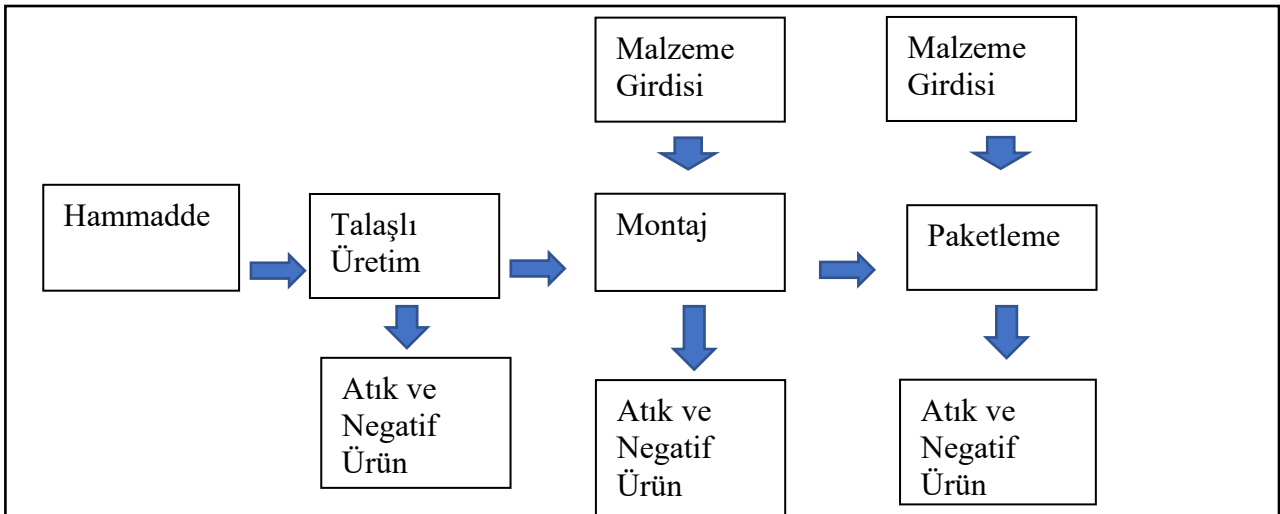 Malzeme
Girdisi
Malzeme
Girdisi
Hammadde
Talaşlı
Üretim
Montaj
Paketleme
Atık ve
Negatif
Ürün
Atık ve
Negatif
Ürün
Atık ve
Negatif
Ürün